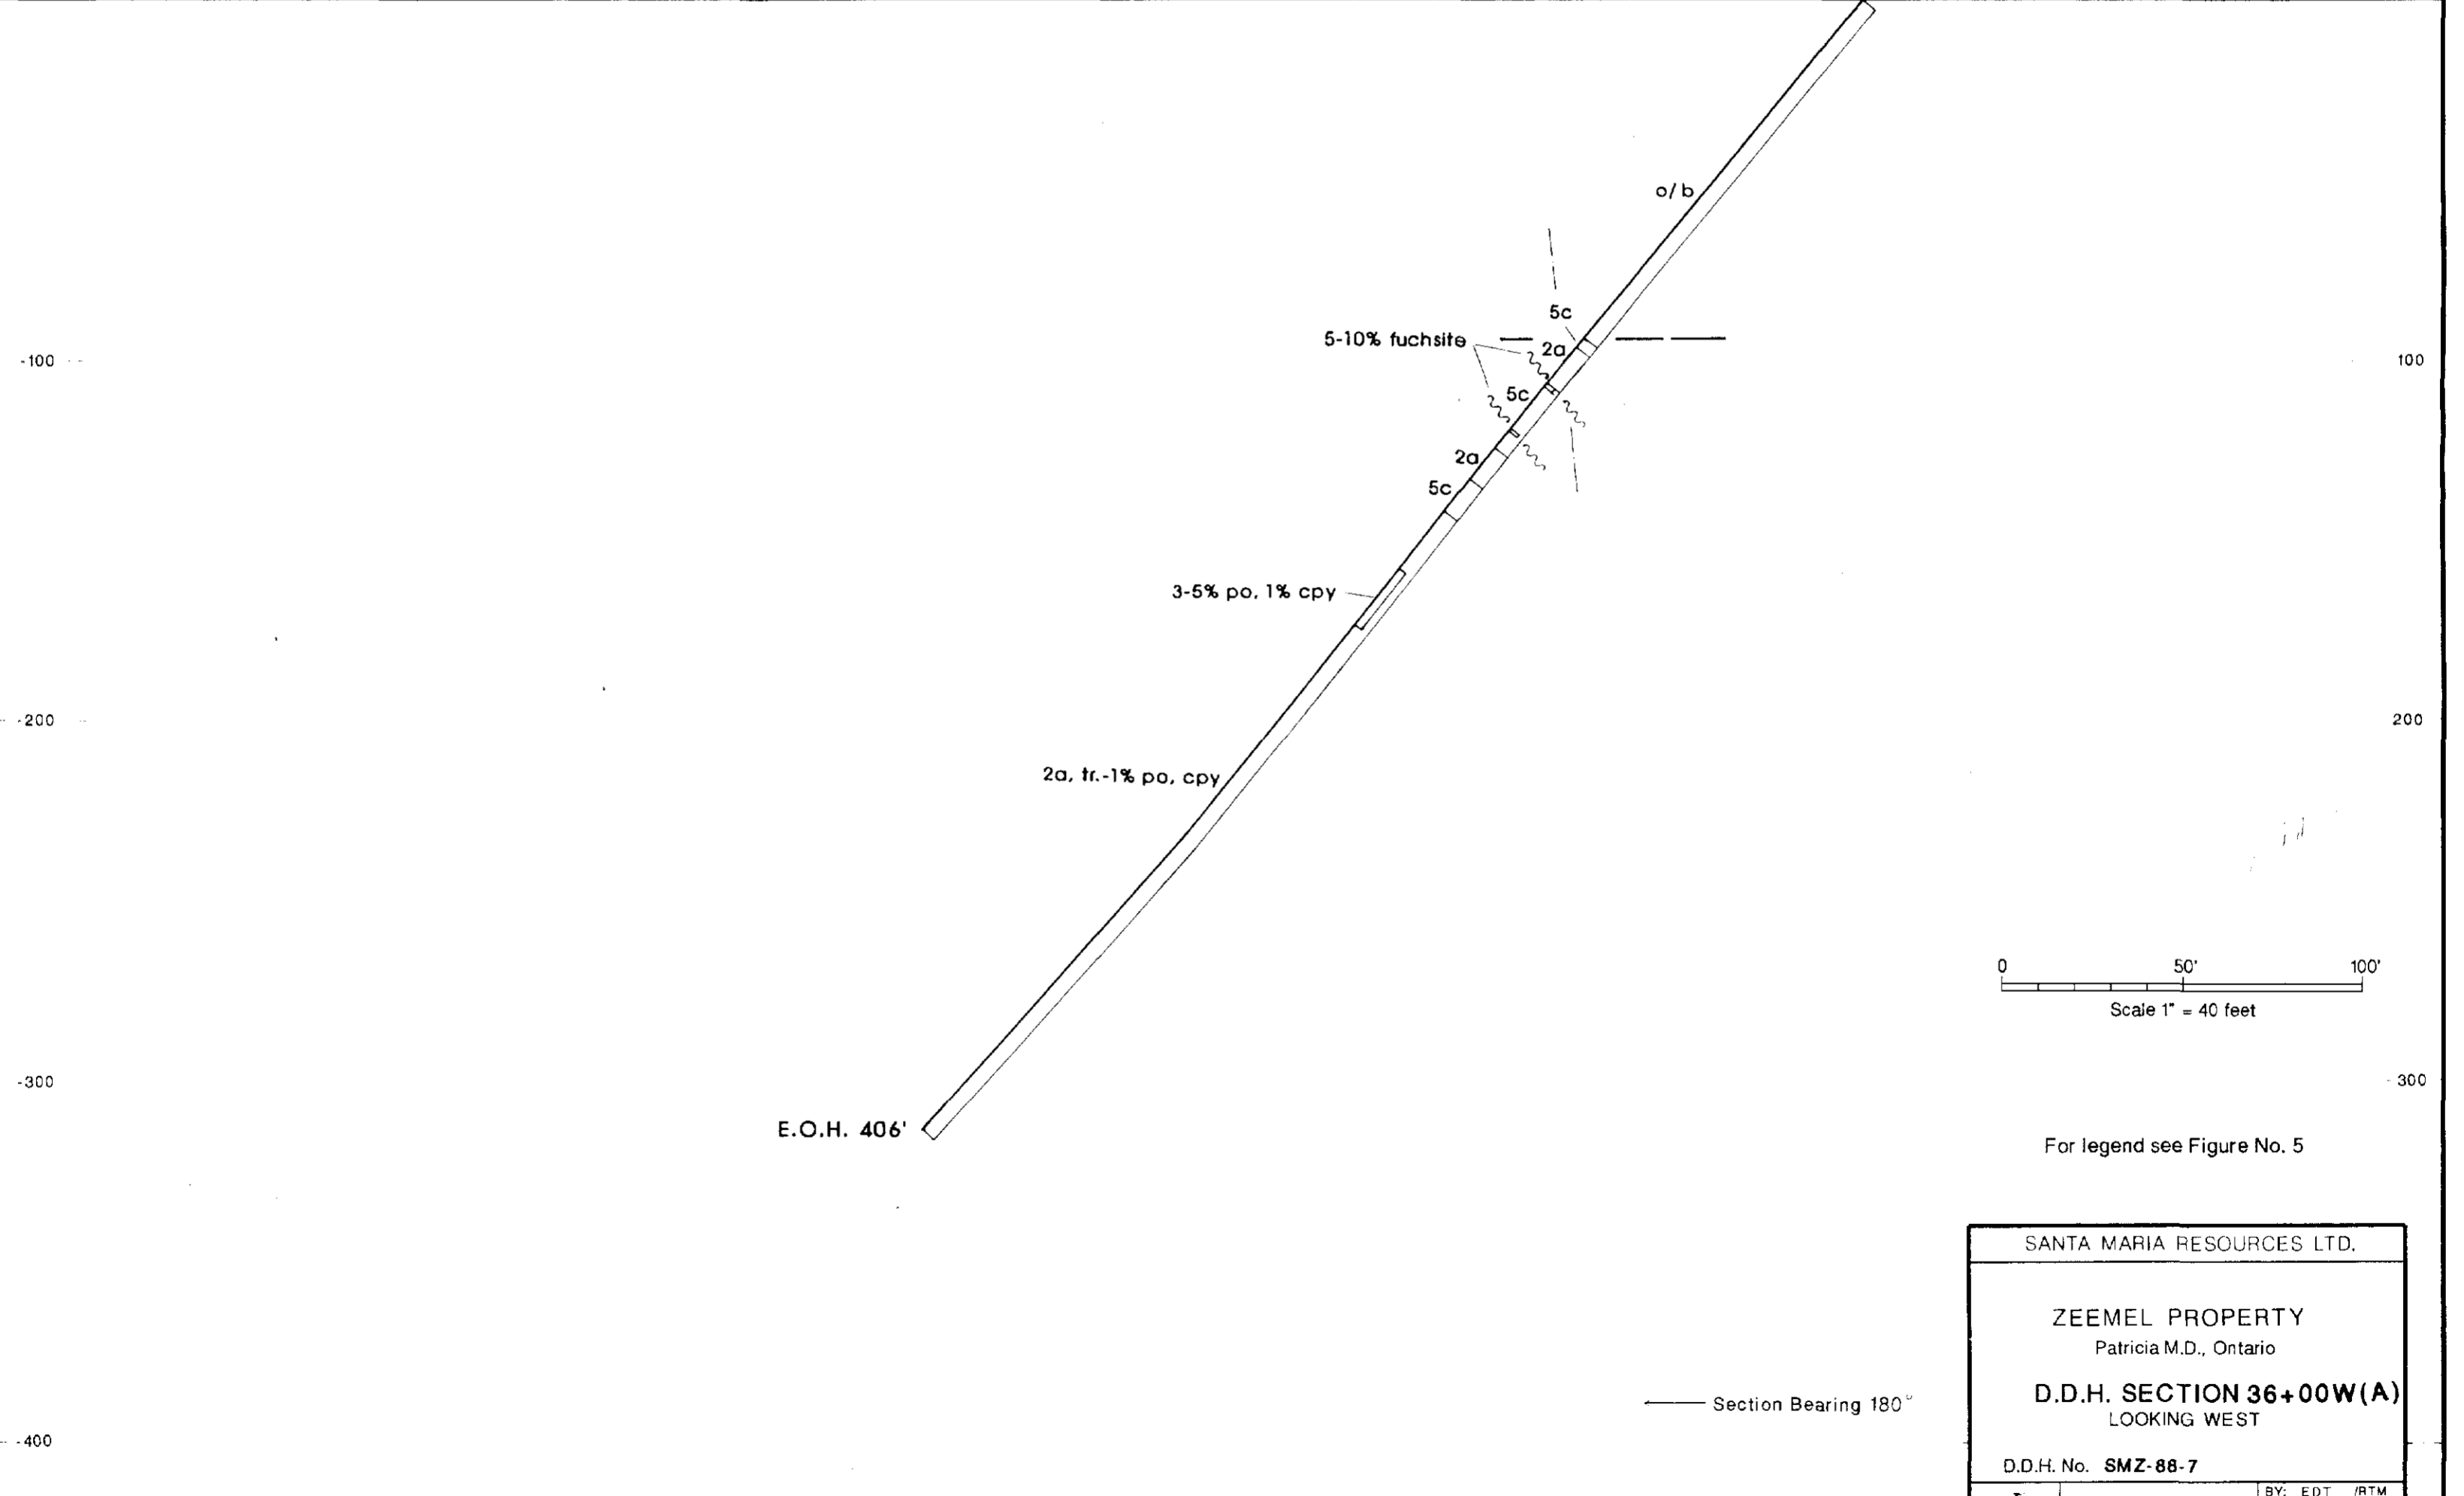 o/b
5c
5-10% fuchsite
2a
-100
100
5c
2a
5c
3-5% po, 1% cpy
-200
200
2a, tr.-1% po, cpy
0 50' 100'
Scale 1" = 40 feet
-300
300
E.O.H. 406'
For legend see Figure No. 5
SANTA MARIA RESOURCES LTD.
ZEEMEL PROPERTY
Patricia M.D., Ontario
D.D.H. SECTION 36+00W(A)
LOOKING WEST
Section Bearing 180°
-400
D.D.H. No. SMZ-88-7
BY: EDT /RTM